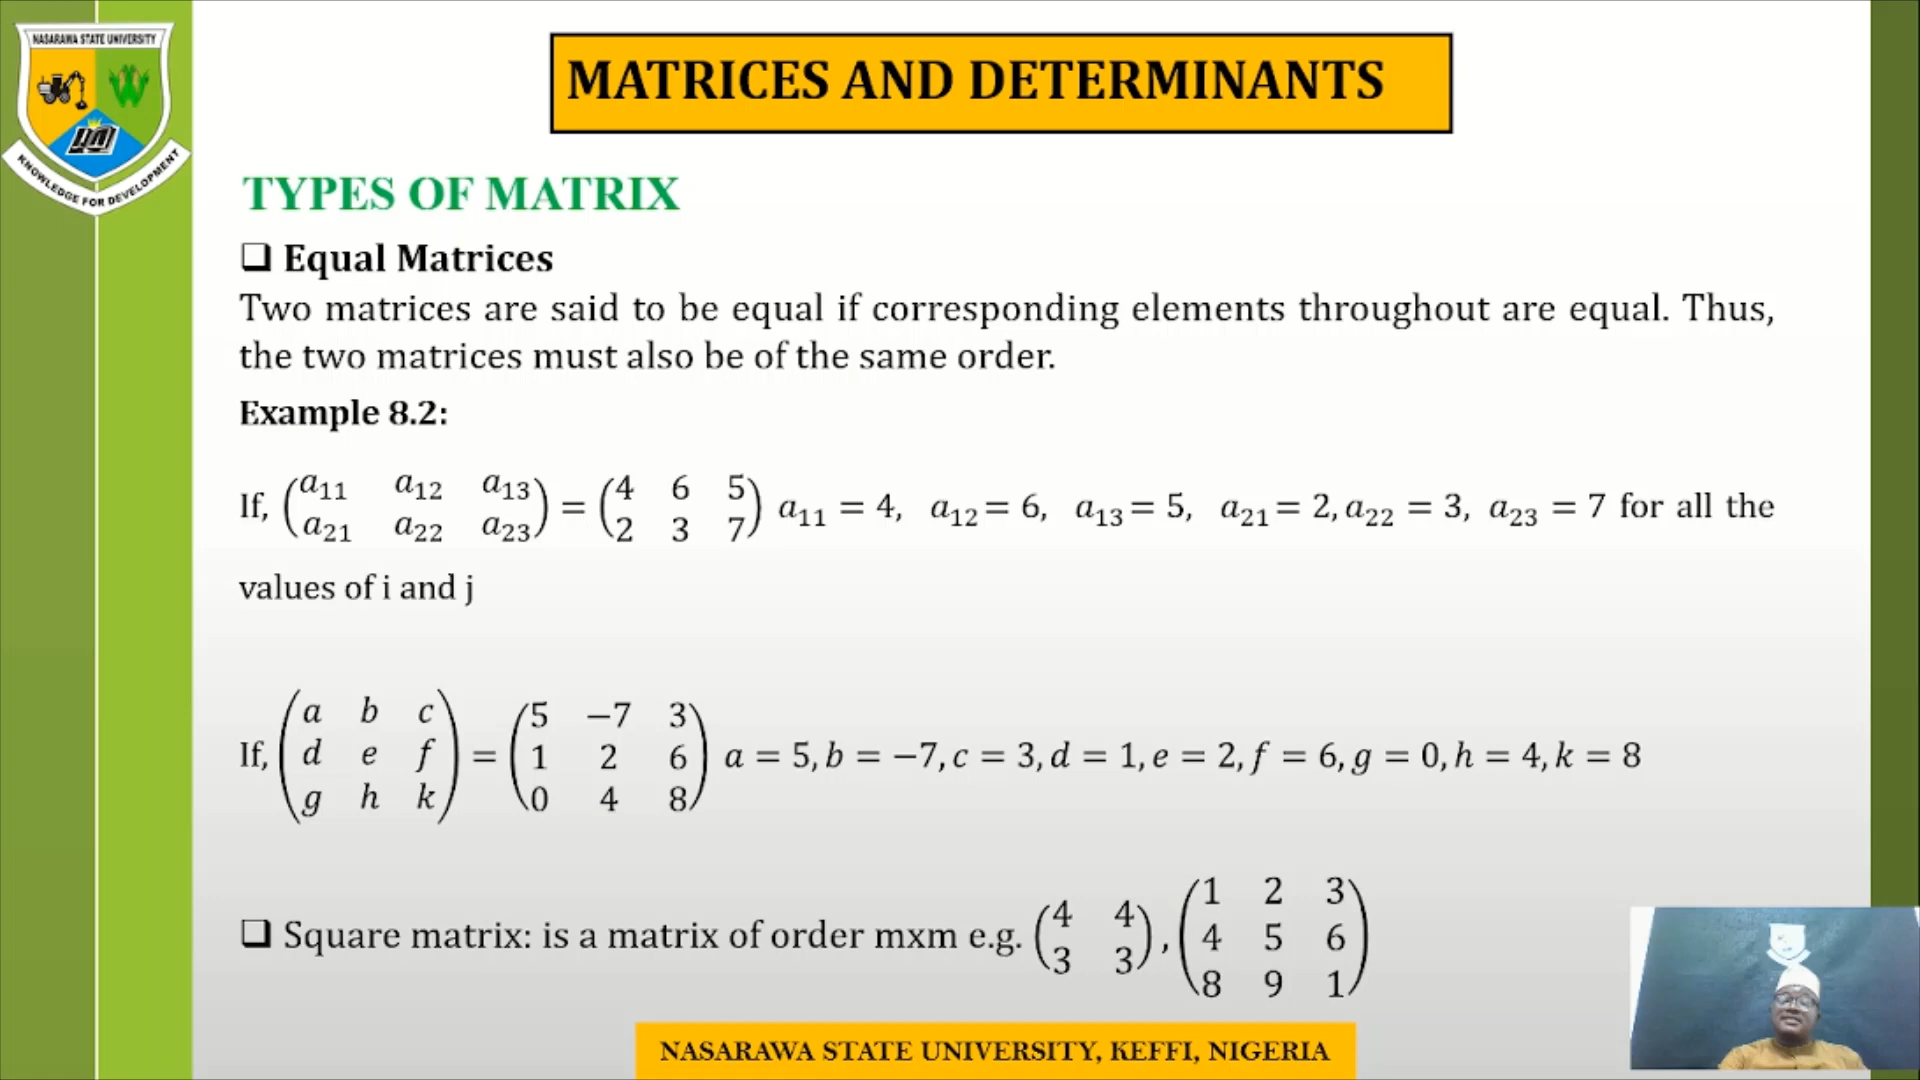 NASARAWA STATE UNIVERSITY
KNOWLEDGE FOR DEVELOPMENT
MATRICES AND DETERMINANTS
TYPES OF MATRIX
❑ Equal Matrices
Two matrices are said to be equal if corresponding elements throughout are equal. Thus,
the two matrices must also be of the same order.
Example 8.2:
If, (a₁₁ a₁₂ a₁₃; a₂₁ a₂₂ a₂₃) = (4 6 5; 2 3 7) a₁₁ = 4, a₁₂ = 6, a₁₃ = 5, a₂₁ = 2, a₂₂ = 3, a₂₃ = 7 for all the
values of i and j
If, (a b c; d e f; g h k) = (5 −7 3; 1 2 6; 0 4 8) a = 5, b = −7, c = 3, d = 1, e = 2, f = 6, g = 0, h = 4, k = 8
❑ Square matrix: is a matrix of order mxm e.g. (4 4; 3 3), (1 2 3; 4 5 6; 8 9 1)
NASARAWA STATE UNIVERSITY, KEFFI, NIGERIA